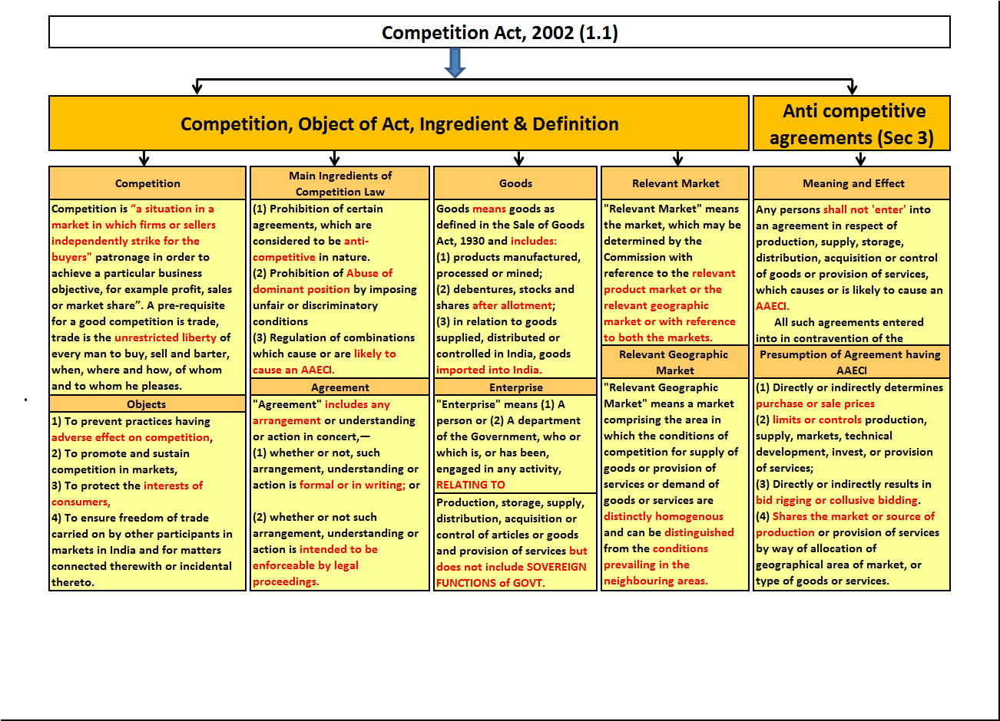 Competition Act, 2002 (1.1)
Competition, Object of Act, Ingredient & Definition
Anti competitive
agreements (Sec 3)
Competition
Competition is “a situation in a
market in which firms or sellers
independently strike for the
buyers" patronage in order to
achieve a particular business
objective, for example profit, sales
or market share”. A pre-requisite
for a good competition is trade,
trade is the unrestricted liberty of
every man to buy, sell and barter,
when, where and how, of whom
and to whom he pleases.
Objects
1) To prevent practices having
adverse effect on competition,
2) To promote and sustain
competition in markets,
3) To protect the interests of
consumers,
4) To ensure freedom of trade
carried on by other participants in
markets in India and for matters
connected therewith or incidental
thereto.
Main Ingredients of
Competition Law
(1) Prohibition of certain
agreements, which are
considered to be anti-
competitive in nature.
(2) Prohibition of Abuse of
dominant position by imposing
unfair or discriminatory
conditions
(3) Regulation of combinations
which cause or are likely to
cause an AAECI.
Agreement
"Agreement" includes any
arrangement or understanding
or action in concert,—
(1) whether or not, such
arrangement, understanding or
action is formal or in writing; or
(2) whether or not such
arrangement, understanding or
action is intended to be
enforceable by legal
proceedings.
Goods
Goods means goods as
defined in the Sale of Goods
Act, 1930 and includes:
(1) products manufactured,
processed or mined;
(2) debentures, stocks and
shares after allotment;
(3) in relation to goods
supplied, distributed or
controlled in India, goods
imported into India.
Enterprise
"Enterprise" means (1) A
person or (2) A department
of the Government, who or
which is, or has been,
engaged in any activity,
RELATING TO
Production, storage, supply,
distribution, acquisition or
control of articles or goods
and provision of services but
does not include SOVEREIGN
FUNCTIONS of GOVT.
Relevant Market
"Relevant Market" means
the market, which may be
determined by the
Commission with
reference to the relevant
product market or the
relevant geographic
market or with reference
to both the markets.
Relevant Geographic
Market
"Relevant Geographic
Market" means a market
comprising the area in
which the conditions of
competition for supply of
goods or provision of
services or demand of
goods or services are
distinctly homogenous
and can be distinguished
from the conditions
prevailing in the
neighbouring areas.
Meaning and Effect
Any persons shall not 'enter' into
an agreement in respect of
production, supply, storage,
distribution, acquisition or control
of goods or provision of services,
which causes or is likely to cause an
AAECI.
All such agreements entered
into in contravention of the
Presumption of Agreement having
AAECI
(1) Directly or indirectly determines
purchase or sale prices
(2) limits or controls production,
supply, markets, technical
development, invest, or provision
of services;
(3) Directly or indirectly results in
bid rigging or collusive bidding.
(4) Shares the market or source of
production or provision of services
by way of allocation of
geographical area of market, or
type of goods or services.